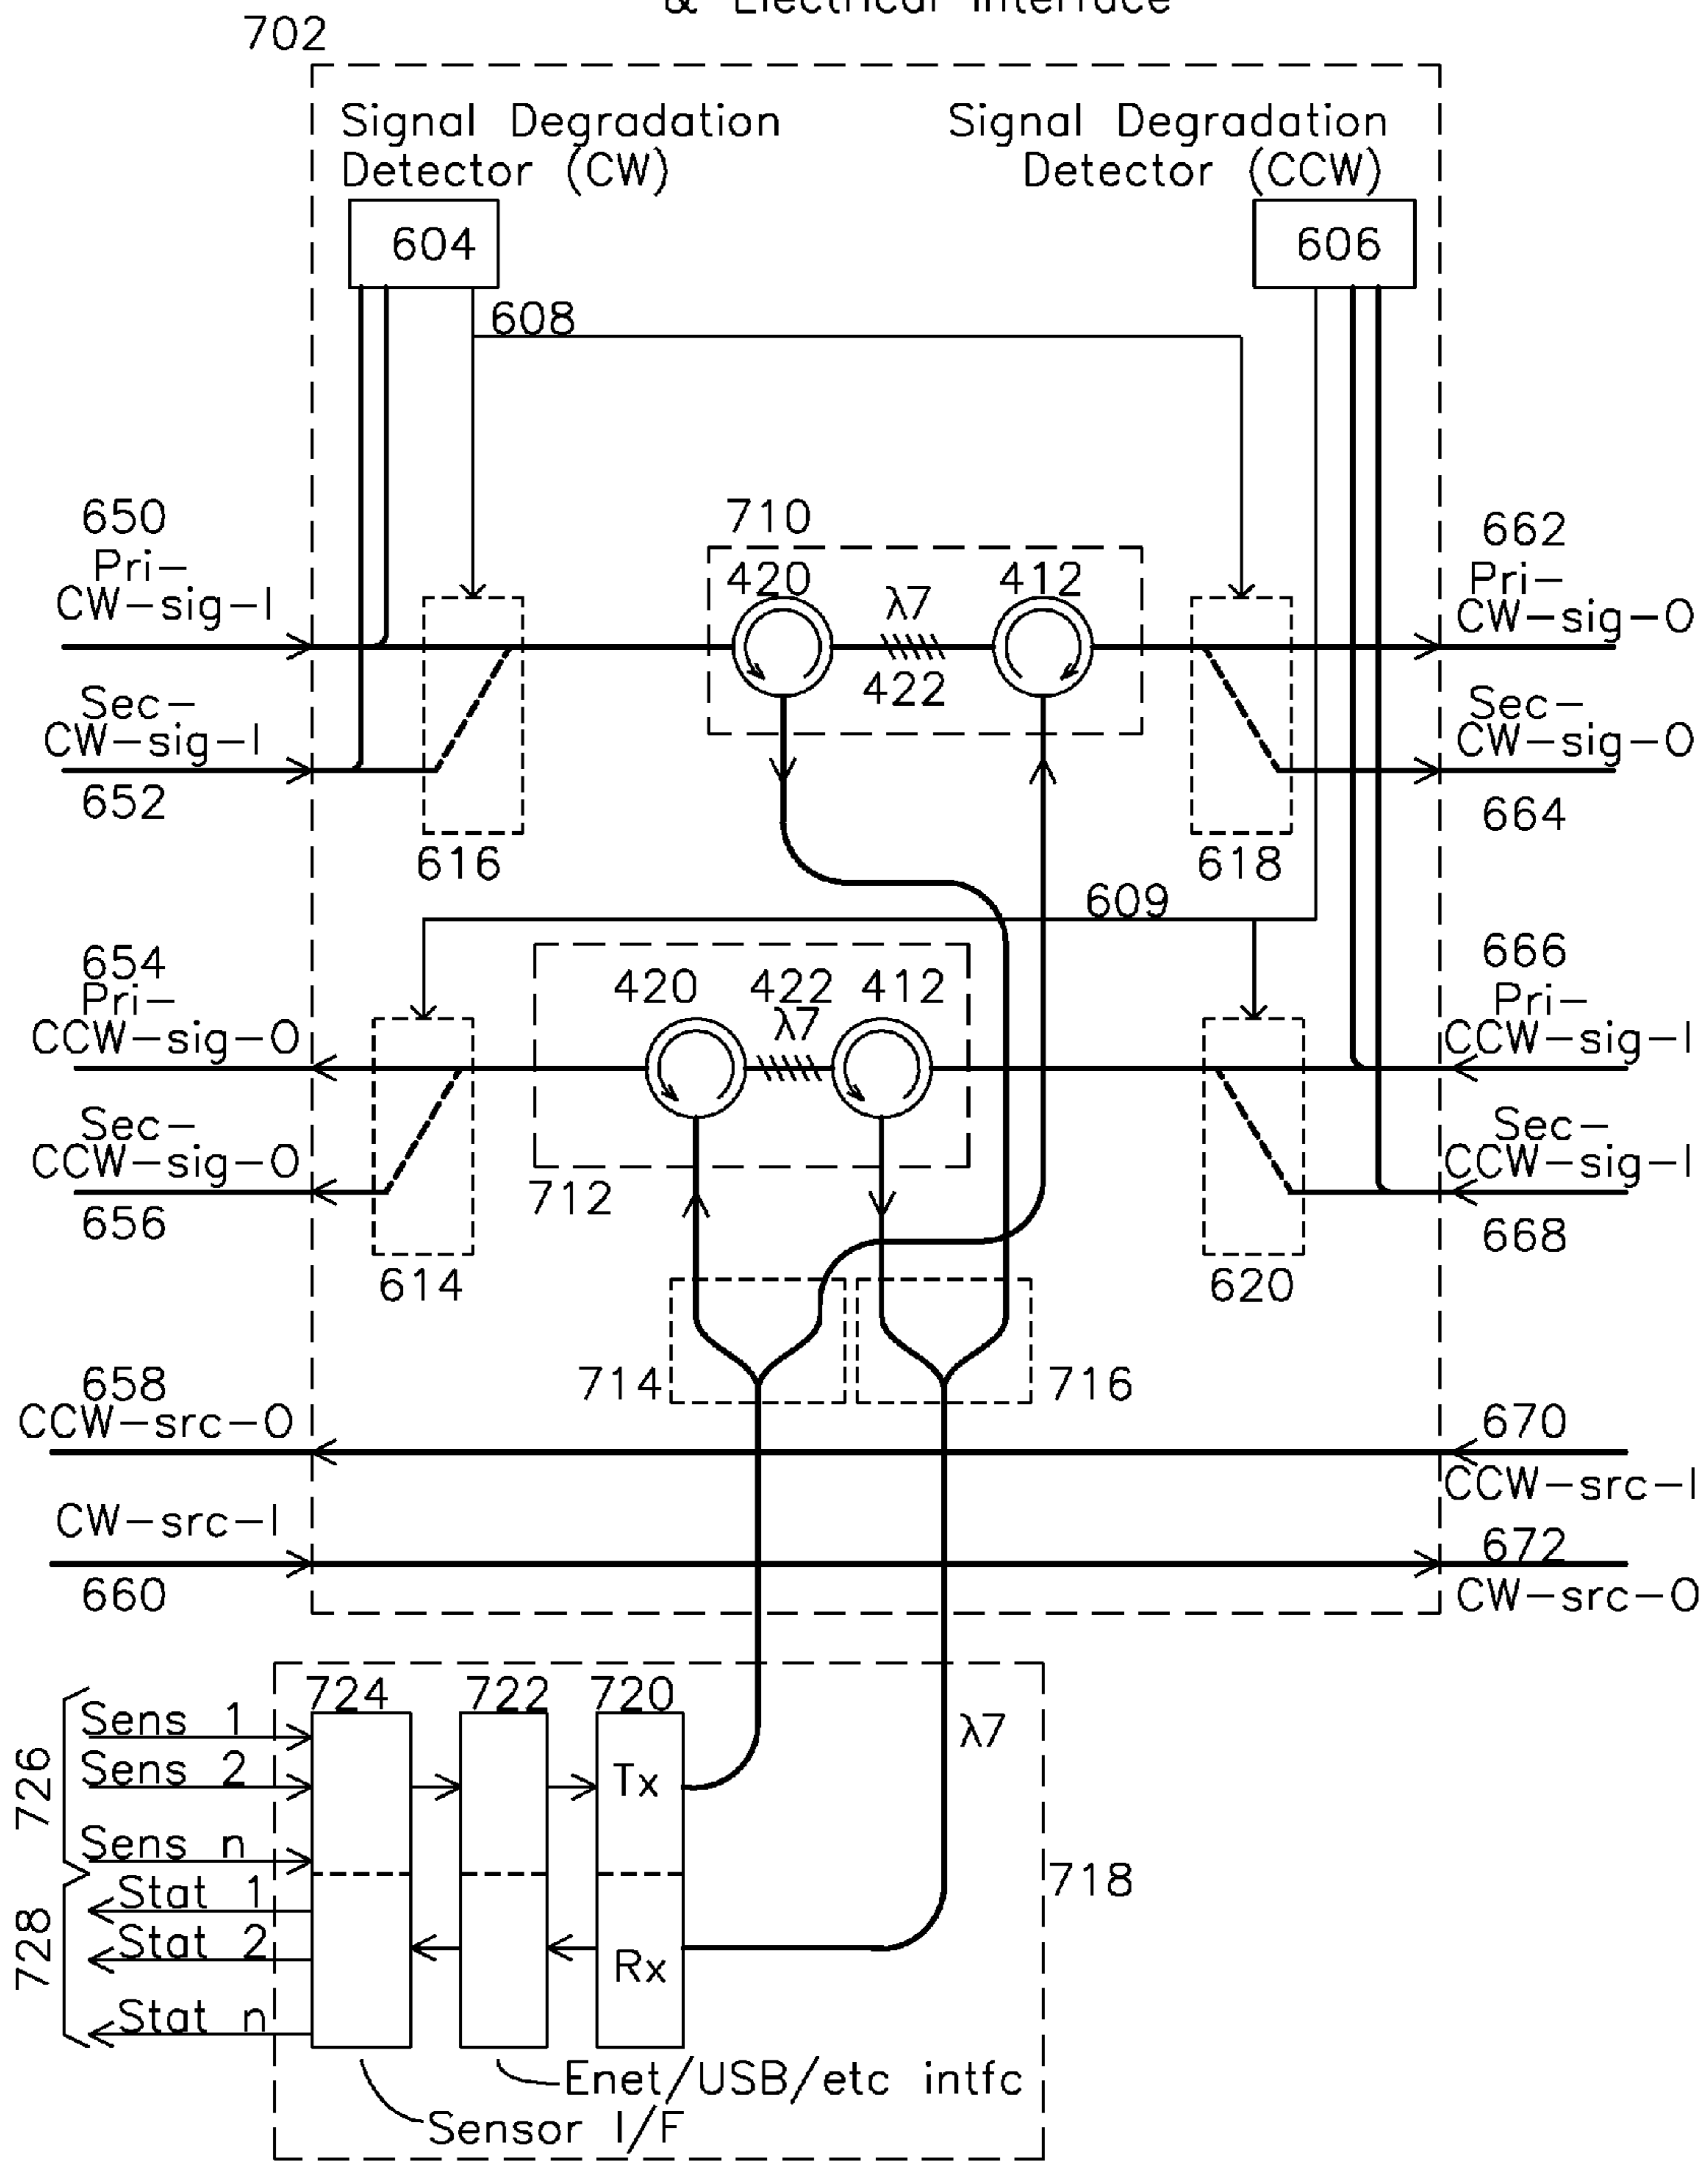 & Electrical Interface
702
Signal Degradation
Detector (CW)
Signal Degradation
Detector (CCW)
604
606
608
650
Pri-
CW-sig-I
Sec-
CW-sig-I
652
616
710
420
λ7
422
412
662
Pri-
CW-sig-O
Sec-
CW-sig-O
664
618
609
654
Pri-
CCW-sig-O
Sec-
CCW-sig-O
656
614
420
422
λ7
412
712
666
Pri-
CCW-sig-I
Sec-
CCW-sig-I
668
620
714
716
658
CCW-src-O
CW-src-I
660
670
CCW-src-I
672
CW-src-O
724
722
720
λ7
726
Sens 1
Sens 2
Sens n
Tx
718
728
Stat 1
Stat 2
Stat n
Rx
Enet/USB/etc intfc
Sensor I/F